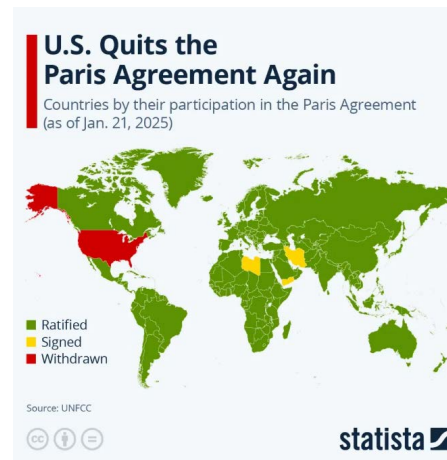 U.S. Quits the
Paris Agreement Again
Countries by their participation in the Paris Agreement
(as of Jan. 21, 2025)
Ratified
Signed
Withdrawn
Source: UNFCC
cc
statista